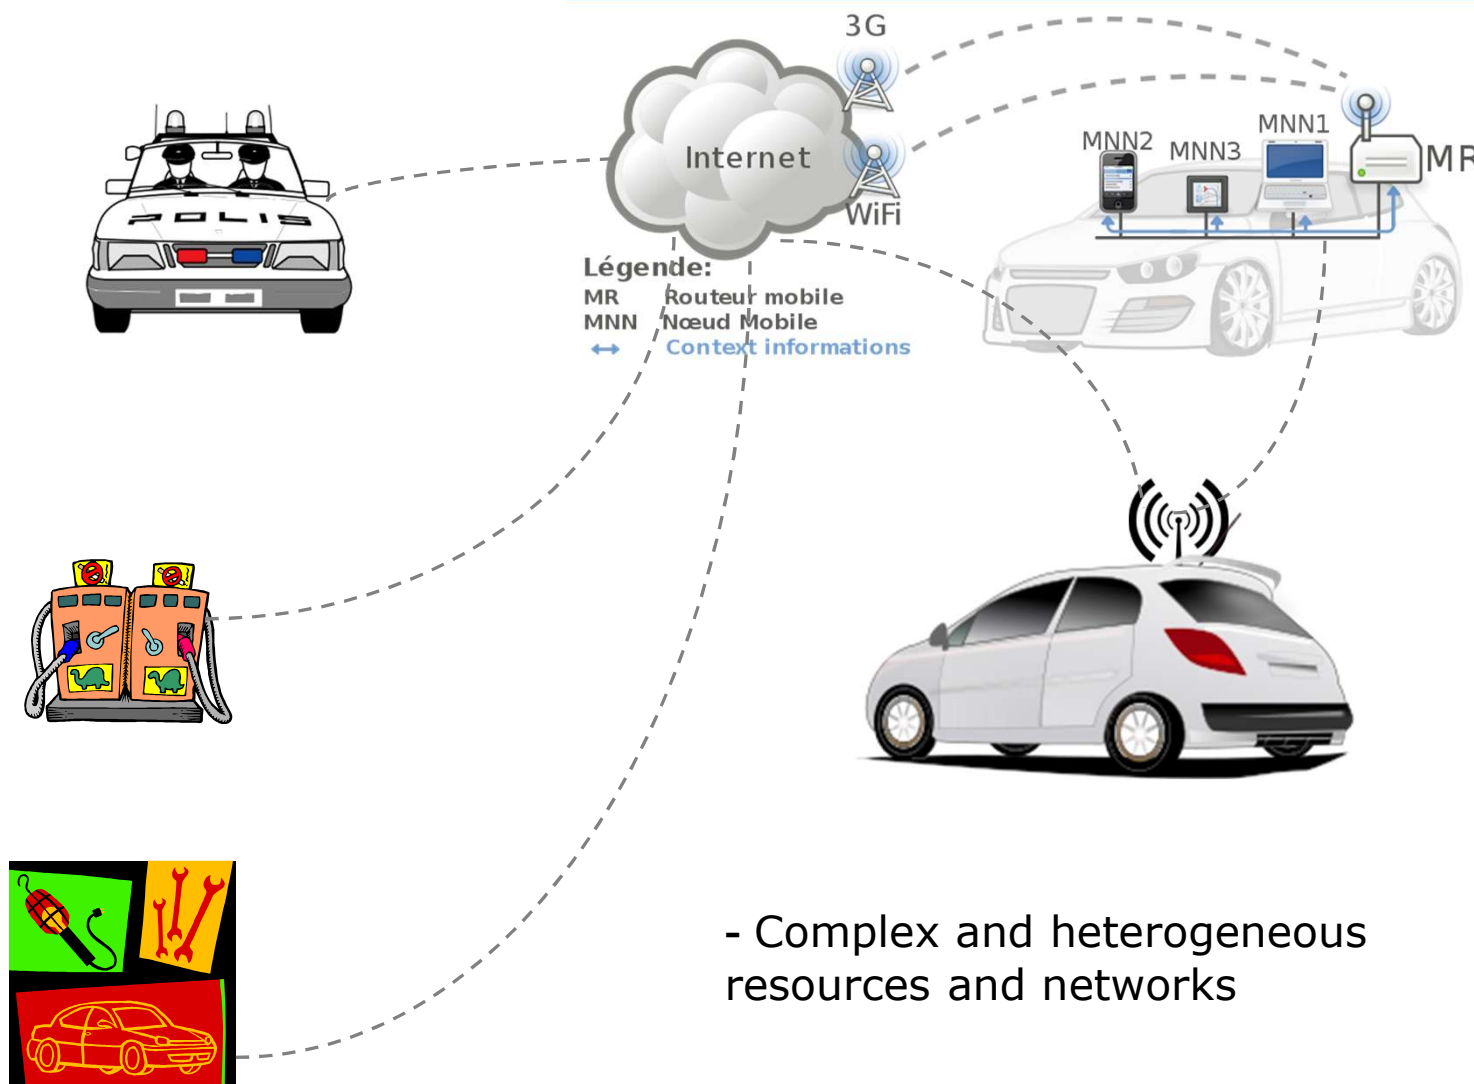 3G
Internet
WiFi
MNN2
MNN3
MNN1
MR
POLIS
Légende:
MR Routeur mobile
MNN Nœud Mobile
Context informations
- Complex and heterogeneous
resources and networks